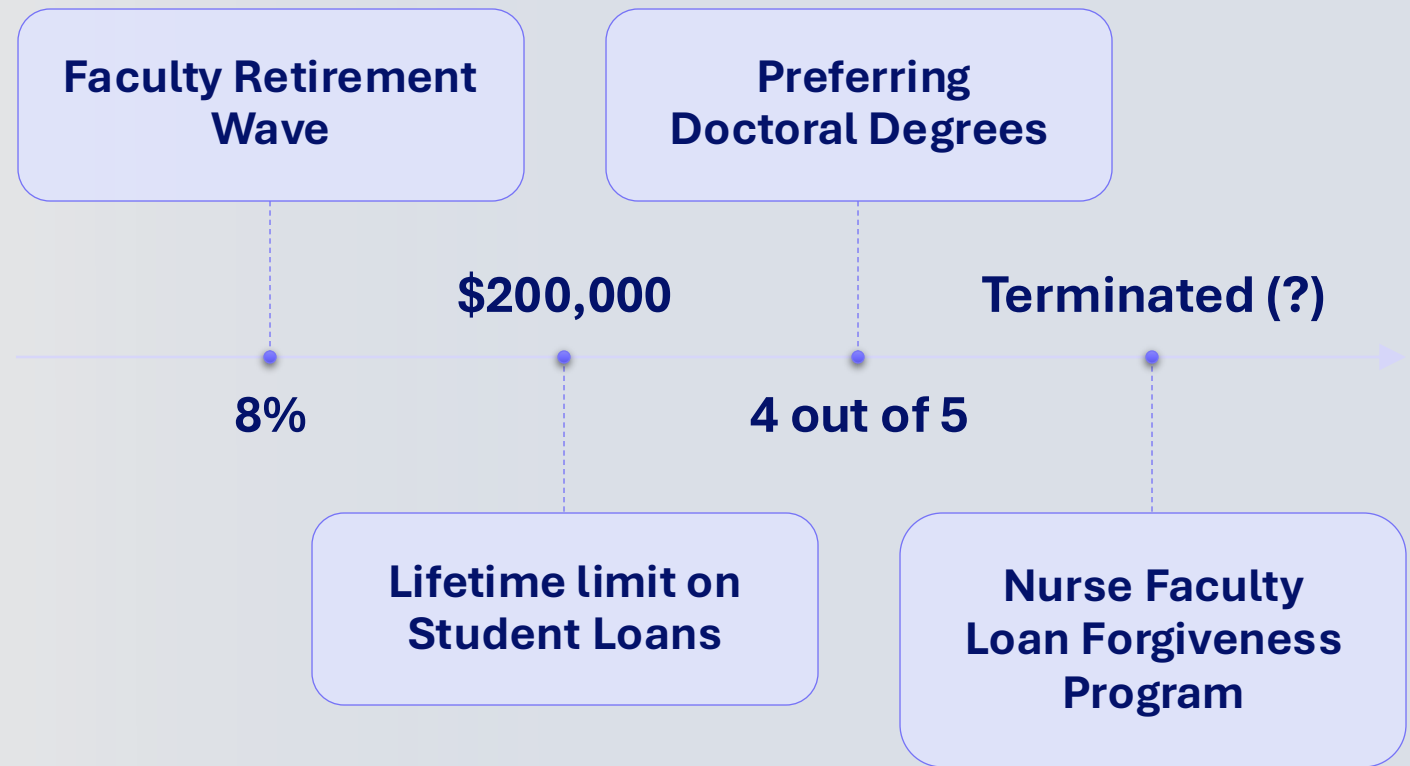 Faculty Retirement
Wave
8%
$200,000
Lifetime limit on
Student Loans
Preferring
Doctoral Degrees
4 out of 5
Terminated (?)
Nurse Faculty
Loan Forgiveness
Program